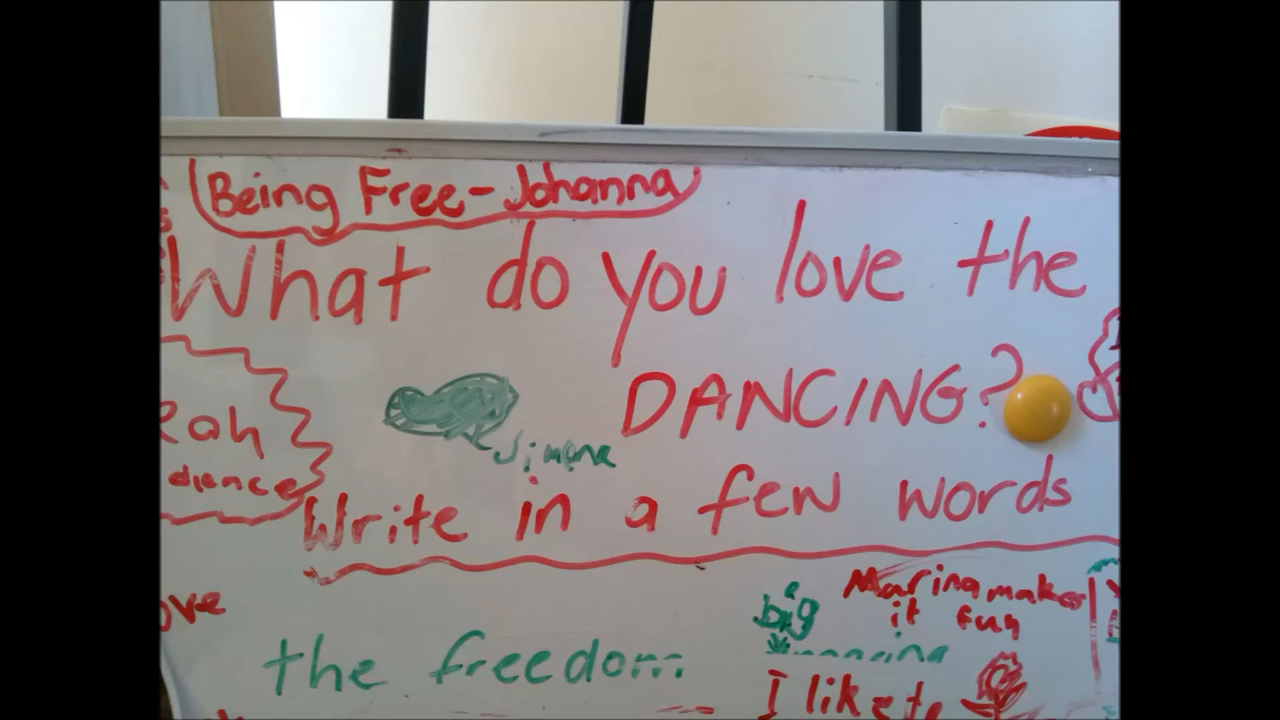 Being Free - Johanna
What do you love the
DANCING?
Write in a few words
the freedom
big
Marina makes
it fun
I like to